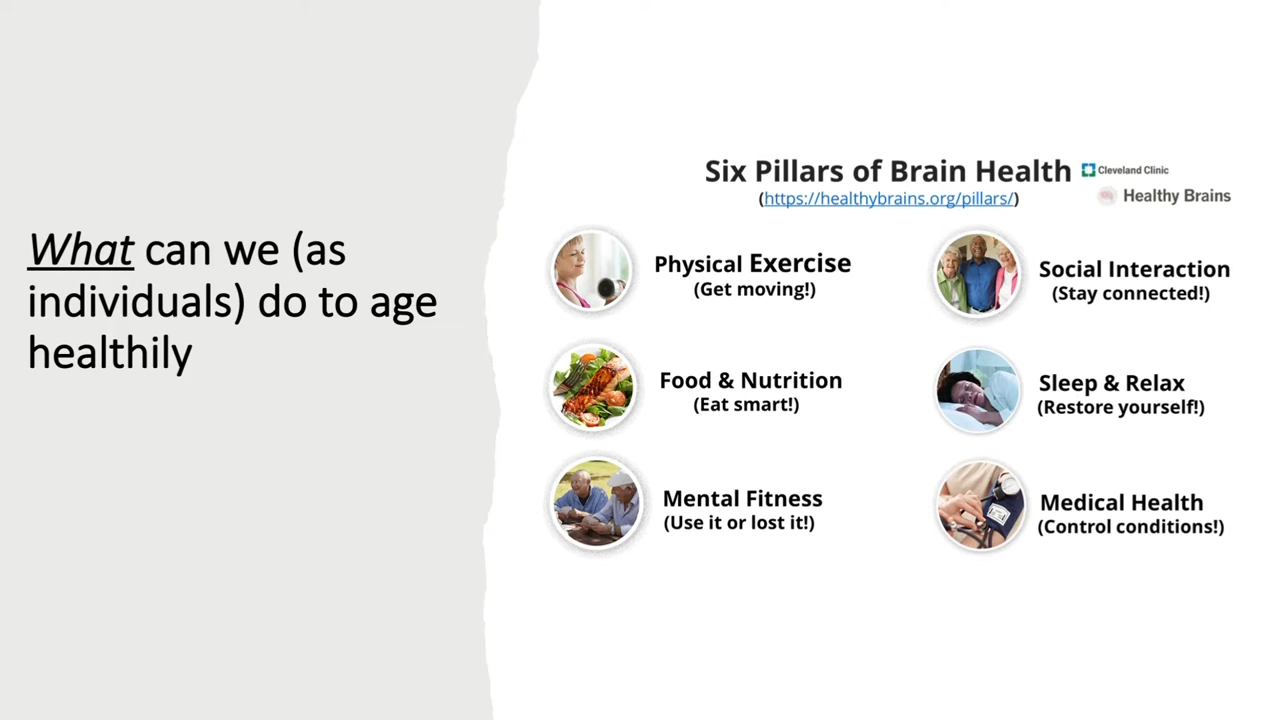 What can we (as
individuals) do to age
healthily
Six Pillars of Brain Health
Cleveland Clinic
(https://healthybrains.org/pillars/)
Healthy Brains
Physical Exercise
(Get moving!)
Social Interaction
(Stay connected!)
Food & Nutrition
(Eat smart!)
Sleep & Relax
(Restore yourself!)
Mental Fitness
(Use it or lost it!)
Medical Health
(Control conditions!)